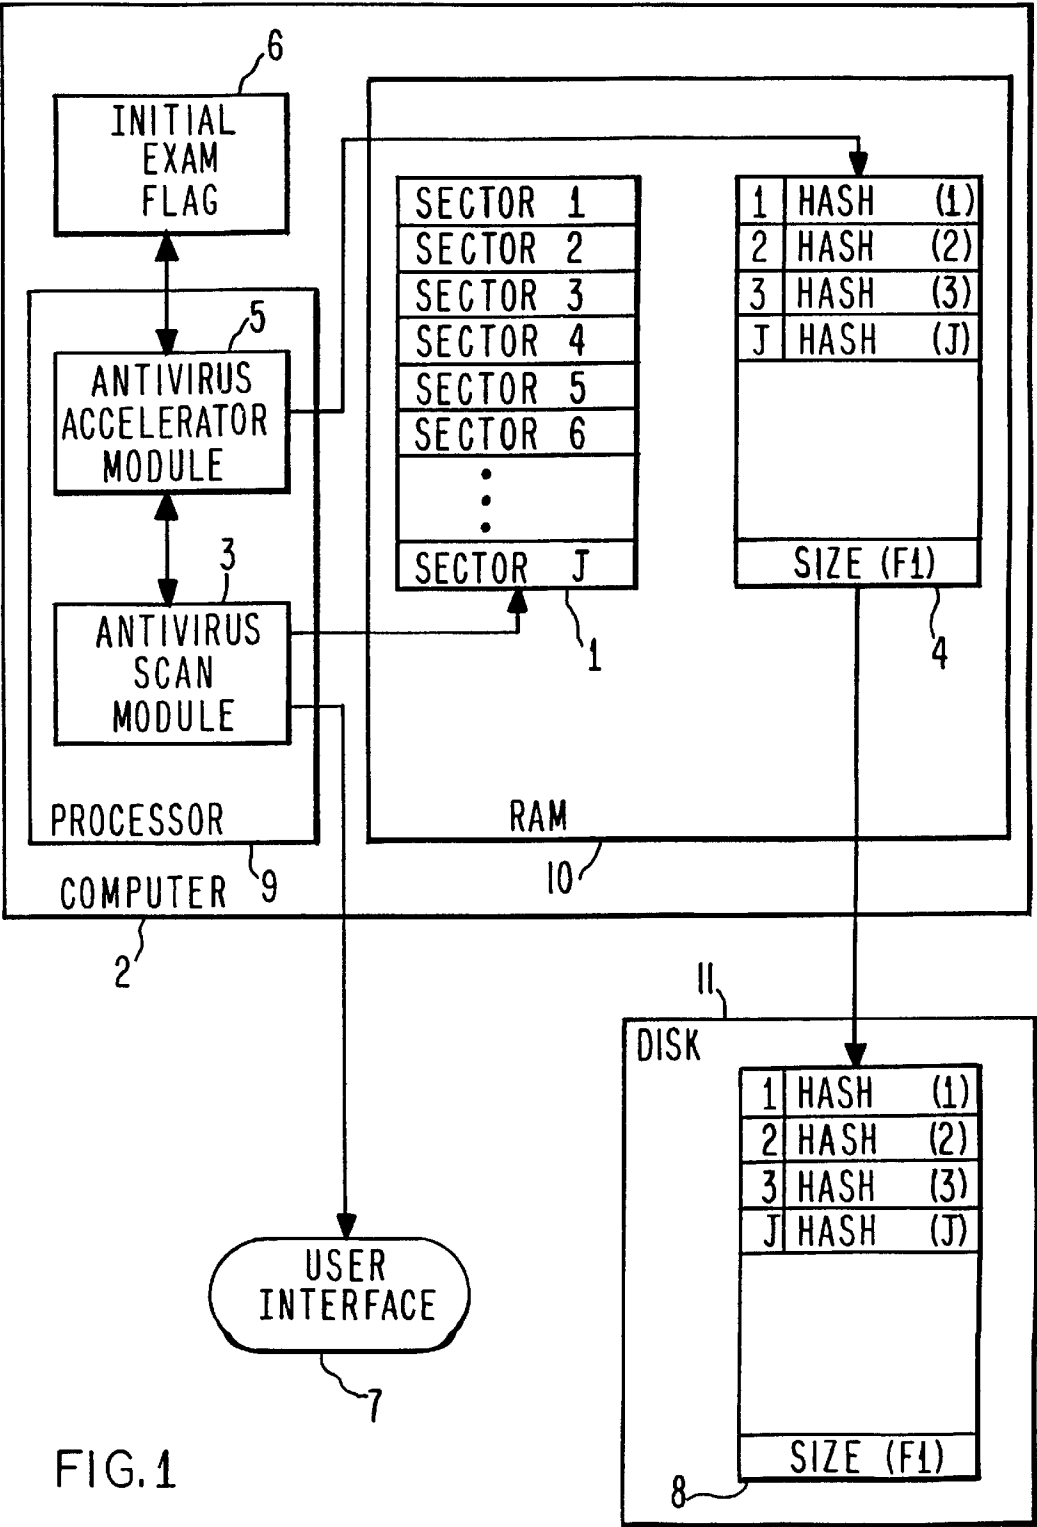 6
INITIAL
EXAM
FLAG
5
ANTIVIRUS
ACCELERATOR
MODULE
3
ANTIVIRUS
SCAN
MODULE
PROCESSOR
9
COMPUTER
2
SECTOR 1
SECTOR 2
SECTOR 3
SECTOR 4
SECTOR 5
SECTOR 6
SECTOR J
1
1 HASH (1)
2 HASH (2)
3 HASH (3)
J HASH (J)
SIZE (F1)
4
RAM
10
11
DISK
1 HASH (1)
2 HASH (2)
3 HASH (3)
J HASH (J)
SIZE (F1)
8
USER
INTERFACE
7
FIG. 1